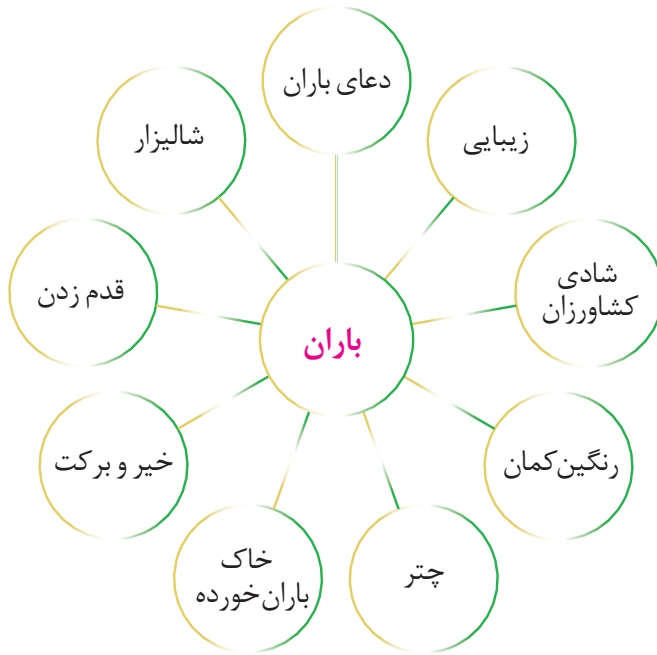 دعای باران
زیبایی
شادی
کشاورزان
رنگین‌کمان
چتر
خاک
باران‌خورده
خیر و برکت
قدم زدن
شالیزار
باران